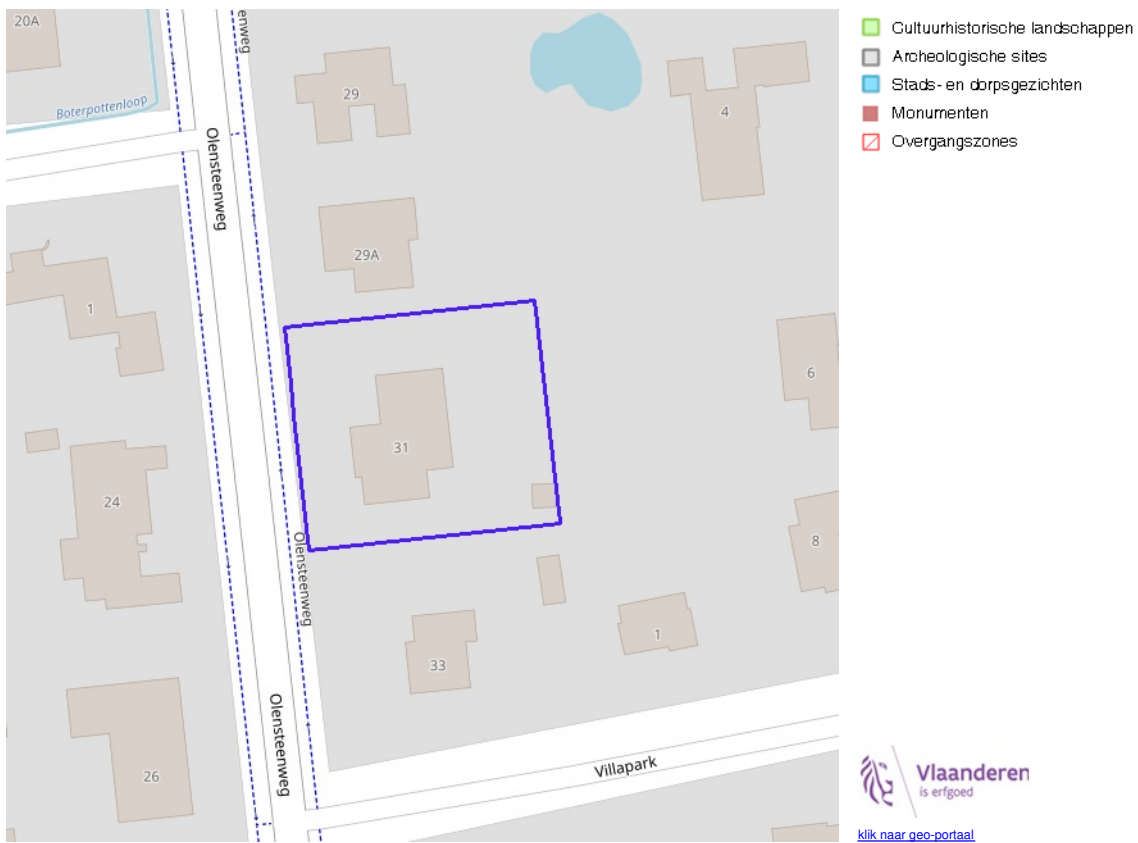 20A
enweg
Boterpottenloop
Olensteenweg
29
4
29A
1
6
31
24
8
Olensteenweg
1
33
Olensteenweg
26
Villapark
Cultuurhistorische landschappen
Archeologische sites
Stads- en dorpsgezichten
Monumenten
Overgangszones
Vlaanderen
is erfgoed
klik naar geo-portaal